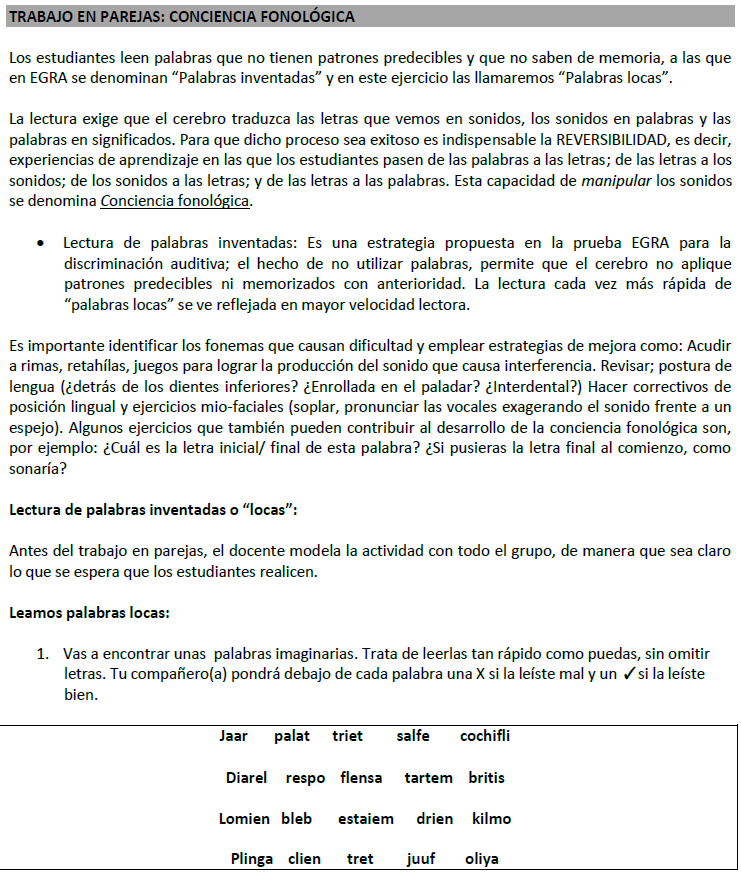 TRABAJO EN PAREJAS: CONCIENCIA FONOLÓGICA
Los estudiantes leen palabras que no tienen patrones predecibles y que no saben de memoria, a las que
en EGRA se denominan “Palabras inventadas” y en este ejercicio las llamaremos “Palabras locas”.
La lectura exige que el cerebro traduzca las letras que vemos en sonidos, los sonidos en palabras y las
palabras en significados. Para que dicho proceso sea exitoso es indispensable la REVERSIBILIDAD, es decir,
experiencias de aprendizaje en las que los estudiantes pasen de las palabras a las letras; de las letras a los
sonidos; de los sonidos a las letras; y de las letras a las palabras. Esta capacidad de manipular los sonidos
se denomina Conciencia fonológica.
• Lectura de palabras inventadas: Es una estrategia propuesta en la prueba EGRA para la
discriminación auditiva; el hecho de no utilizar palabras, permite que el cerebro no aplique
patrones predecibles ni memorizados con anterioridad. La lectura cada vez más rápida de
“palabras locas” se ve reflejada en mayor velocidad lectora.
Es importante identificar los fonemas que causan dificultad y emplear estrategias de mejora como: Acudir
a rimas, retahílas, juegos para lograr la producción del sonido que causa interferencia. Revisar; postura de
lengua (¿detrás de los dientes inferiores? ¿Enrollada en el paladar? ¿Interdental?) Hacer correctivos de
posición lingual y ejercicios mio-faciales (soplar, pronunciar las vocales exagerando el sonido frente a un
espejo). Algunos ejercicios que también pueden contribuir al desarrollo de la conciencia fonológica son,
por ejemplo: ¿Cuál es la letra inicial/ final de esta palabra? ¿Si pusieras la letra final al comienzo, como
sonaría?
Lectura de palabras inventadas o “locas”:
Antes del trabajo en parejas, el docente modela la actividad con todo el grupo, de manera que sea claro
lo que se espera que los estudiantes realicen.
Leamos palabras locas:
1. Vas a encontrar unas palabras imaginarias. Trata de leerlas tan rápido como puedas, sin omitir
letras. Tu compañero(a) pondrá debajo de cada palabra una X si la leíste mal y un ✓si la leíste
bien.
Jaar palat triet salfe cochifli
Diarel respo flensa tartem britis
Lomien bleb estaiem drien kilmo
Plinga clien tret juuf oliya